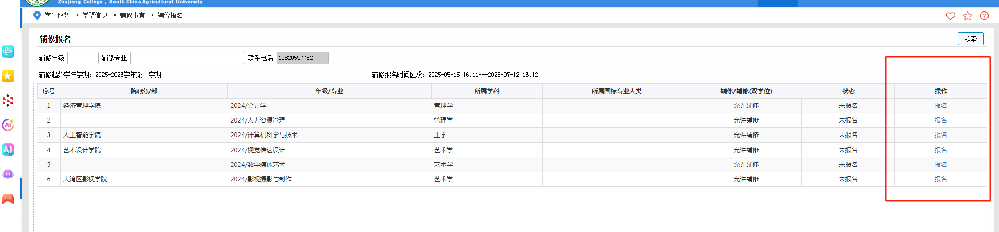 Zhujiang College, South China Agricultural University
学生服务 → 学籍信息 → 辅修事宜 → 辅修报名
辅修报名
检索
辅修年级 辅修专业 联系电话 19820597752
辅修起始学年学期: 2025-2026学年第一学期 辅修报名时间区段: 2025-05-15 16:11---2025-07-12 16:12
序号 院(系)/部 年级/专业 所属学科 所属国标专业大类 辅修/辅修(双学位) 状态 操作
1 经济管理学院 2024/会计学 管理学 允许辅修 未报名 报名
2 2024/人力资源管理 管理学 允许辅修 未报名 报名
3 人工智能学院 2024/计算机科学与技术 工学 允许辅修 未报名 报名
4 艺术设计学院 2024/视觉传达设计 艺术学 允许辅修 未报名 报名
5 2024/数字媒体艺术 艺术学 允许辅修 未报名 报名
6 大湾区影视学院 2024/影视摄影与制作 艺术学 允许辅修 未报名 报名
AI
AI